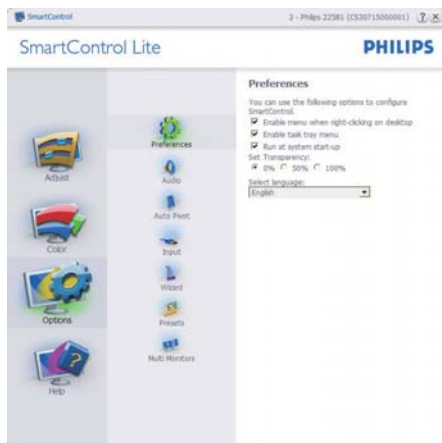 SmartControl
2 - Philips 225B1 (CS30715000001)
SmartControl Lite
PHILIPS
Adjust
Color
Options
Help
Preferences
Audio
Auto Pivot
Input
Wizard
Presets
Multi Monitors
Preferences
You can use the following options to configure
SmartControl.
Enable menu when right-clicking on desktop
Enable task tray menu
Run at system start-up
Set Transparency:
0% 50% 100%
Select language:
English